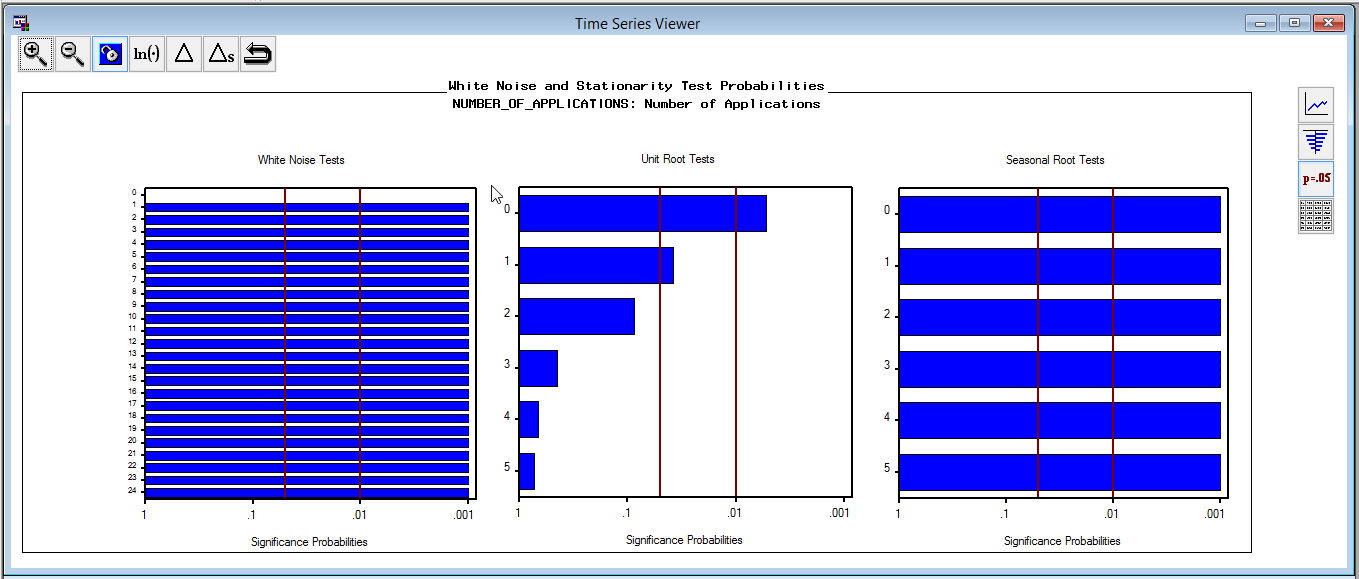 Time Series Viewer
ln(·)
Δ
Δs
White Noise and Stationarity Test Probabilities
NUMBER_OF_APPLICATIONS: Number of Applications
p=.05
White Noise Tests
0
1
2
3
4
5
6
7
8
9
10
11
12
13
14
15
16
17
18
19
20
21
22
23
24
1 .1 .01 .001
Significance Probabilities
Unit Root Tests
0
1
2
3
4
5
1 .1 .01 .001
Significance Probabilities
Seasonal Root Tests
0
1
2
3
4
5
1 .1 .01 .001
Significance Probabilities